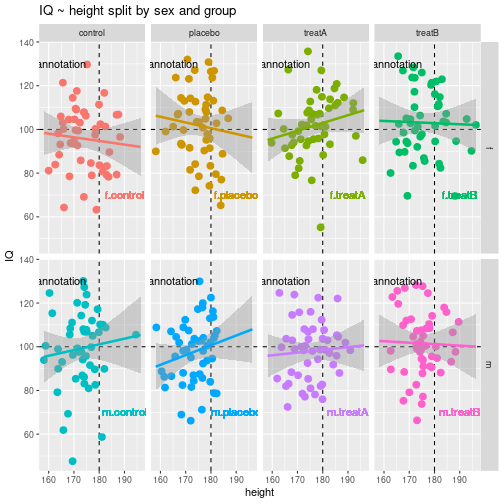 IQ ~ height split by sex and group
control placebo treatA treatB
140
120
100
80
60
annotation annotation annotation annotation
f.control f.placebo f.treatA f.treatB
f
IQ
140
120
100
80
60
annotation annotation annotation annotation
m.control m.placebo m.treatA m.treatB
m
160 170 180 190 160 170 180 190 160 170 180 190 160 170 180 190
height